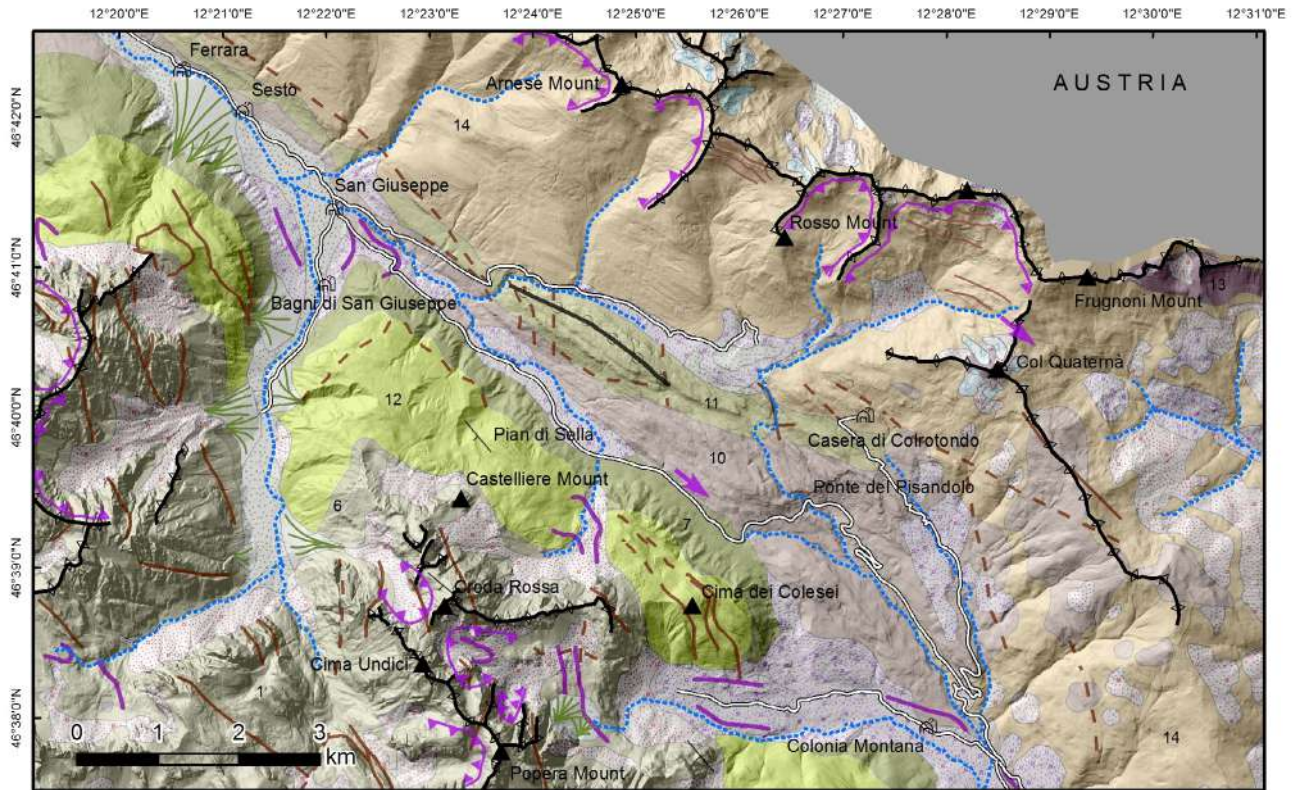 12°20'0"E 12°21'0"E 12°22'0"E 12°23'0"E 12°24'0"E 12°25'0"E 12°26'0"E 12°27'0"E 12°28'0"E 12°29'0"E 12°30'0"E 12°31'0"E
Ferrara
Sesto
Arnese Mount
AUSTRIA
46°42'0"N
14
San Giuseppe
Rosso Mount
46°41'0"N
Bagni di San Giuseppe
Frugnoni Mount
13
Col Quaternà
46°40'0"N
12
11
Pian di Sella
10
Casera di Colrotondo
Castelliere Mount
Ponte del Pisandolo
6
7
46°39'0"N
Croda Rossa
Cima dei Colesei
Cima Undici
1
46°38'0"N
0 1 2 3
km
Colonia Montana
14
Popera Mount